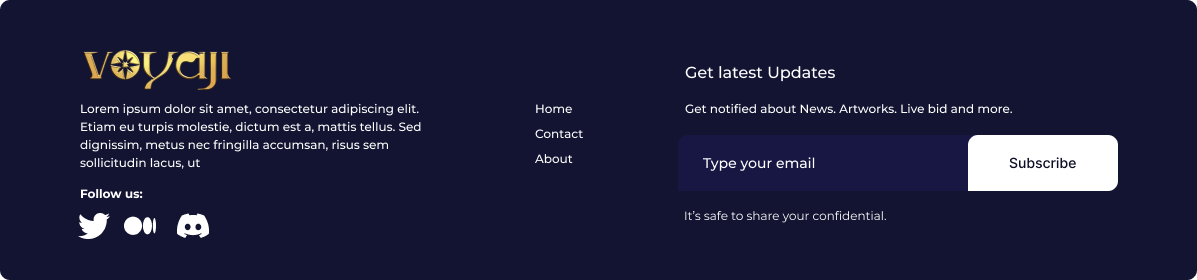 VOYAJI
Lorem ipsum dolor sit amet, consectetur adipiscing elit.
Etiam eu turpis molestie, dictum est a, mattis tellus. Sed
dignissim, metus nec fringilla accumsan, risus sem
sollicitudin lacus, ut
Follow us:
Home
Contact
About
Get latest Updates
Get notified about News. Artworks. Live bid and more.
Type your email
Subscribe
It’s safe to share your confidential.